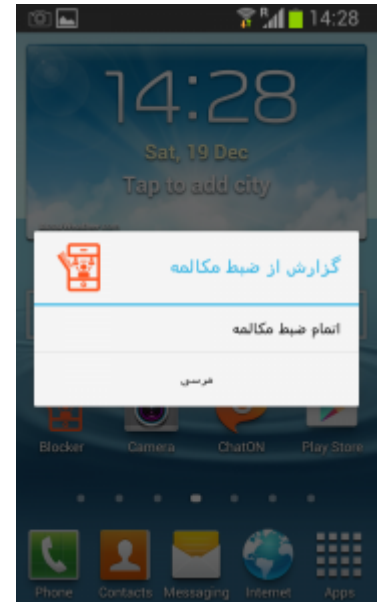 R
14:28
14:28
Sat, 19 Dec
Tap to add city
گزارش از ضبط مکالمه
اتمام ضبط مکالمه
مرسی
Blocker
Camera
ChatON
Play Store
Phone
Contacts
Messaging
Internet
Apps